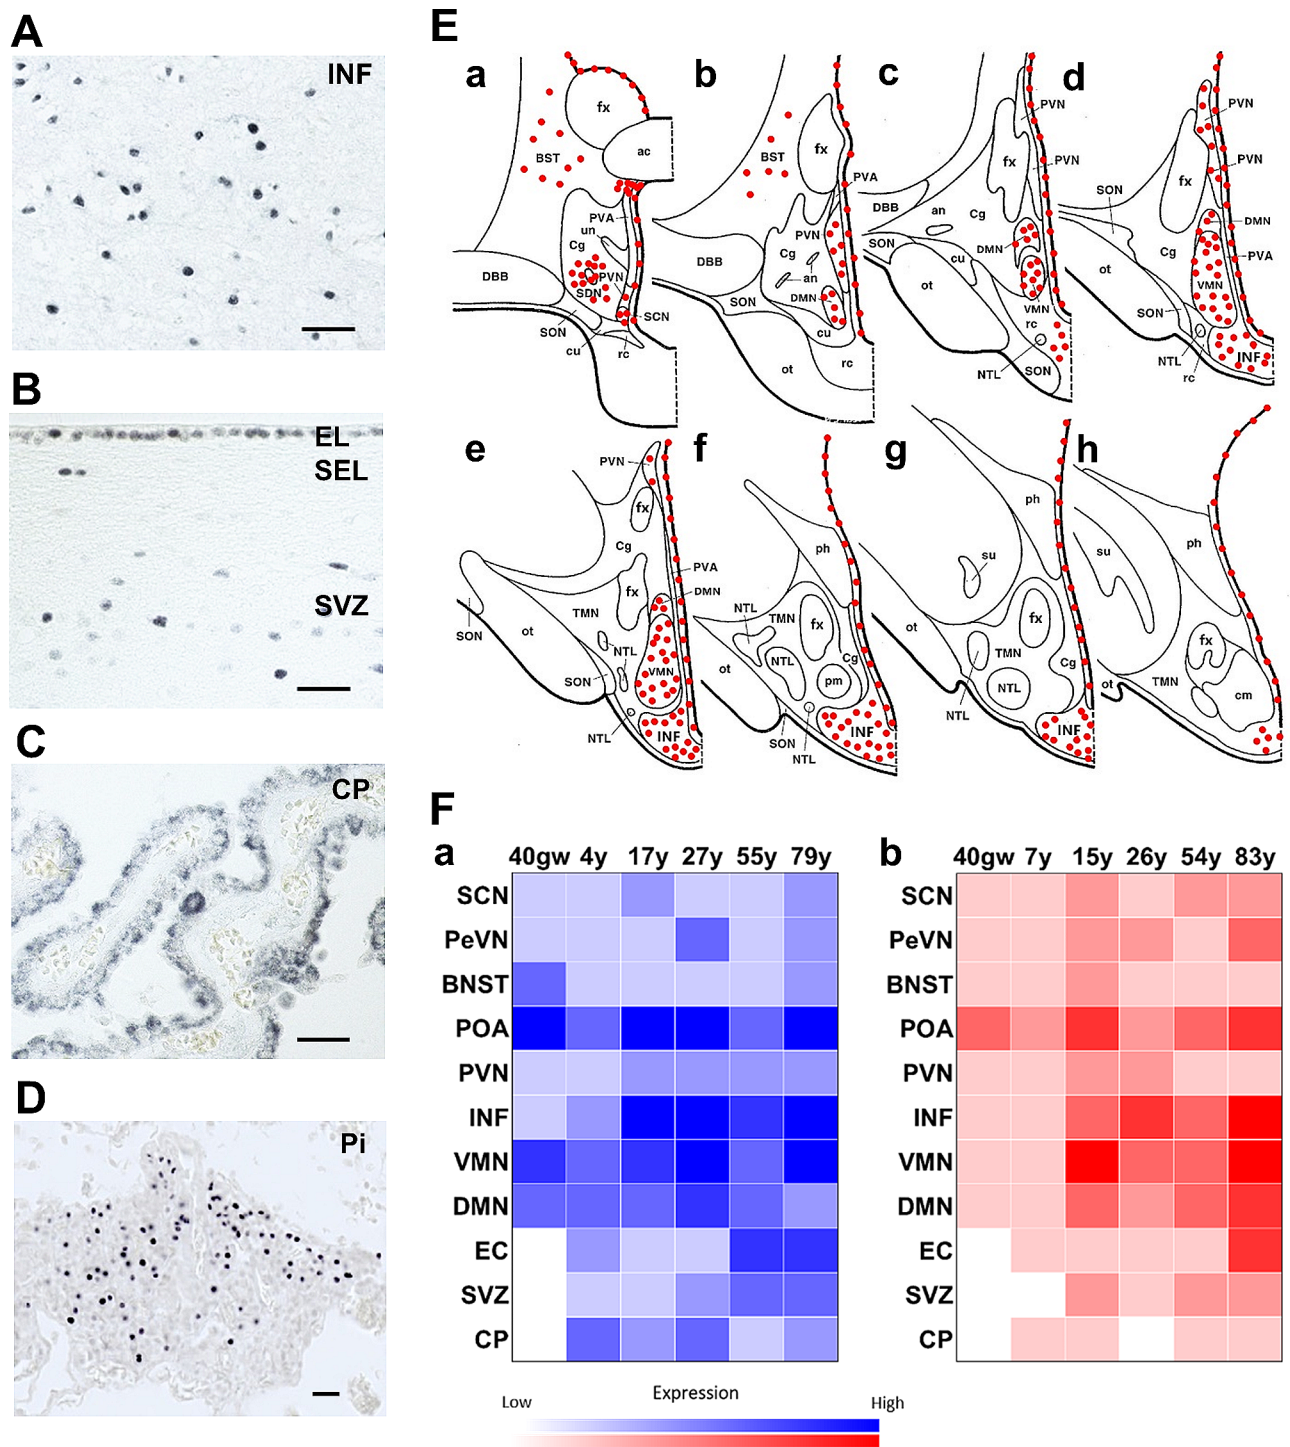 A
INF
B
EL
SEL
SVZ
C
CP
D
Pi
E
a
fx
ac
BST
PVA
un
Cg
PVN
SDN
DBB
SCN
SON
cu
rc
b
fx
BST
PVA
PVN
Cg
DBB
an
DMN
SON
cu
rc
ot
c
PVN
fx
PVN
DBB
an
Cg
SON
DMN
cu
ot
VMN
rc
NTL
SON
d
PVN
fx
PVN
SON
DMN
Cg
PVA
ot
VMN
SON
NTL
INF
rc
e
PVN
fx
Cg
PVA
fx
DMN
TMN
SON
ot
NTL
VMN
SON
NTL
INF
f
ph
NTL
TMN
fx
NTL
Cg
ot
pm
INF
SON
NTL
g
ph
su
fx
ot
TMN
Cg
NTL
NTL
INF
h
su
ph
fx
TMN
cm
ot
F
a
40gw 4y 17y 27y 55y 79y
SCN
PeVN
BNST
POA
PVN
INF
VMN
DMN
EC
SVZ
CP
b
40gw 7y 15y 26y 54y 83y
SCN
PeVN
BNST
POA
PVN
INF
VMN
DMN
EC
SVZ
CP
Expression
Low
High